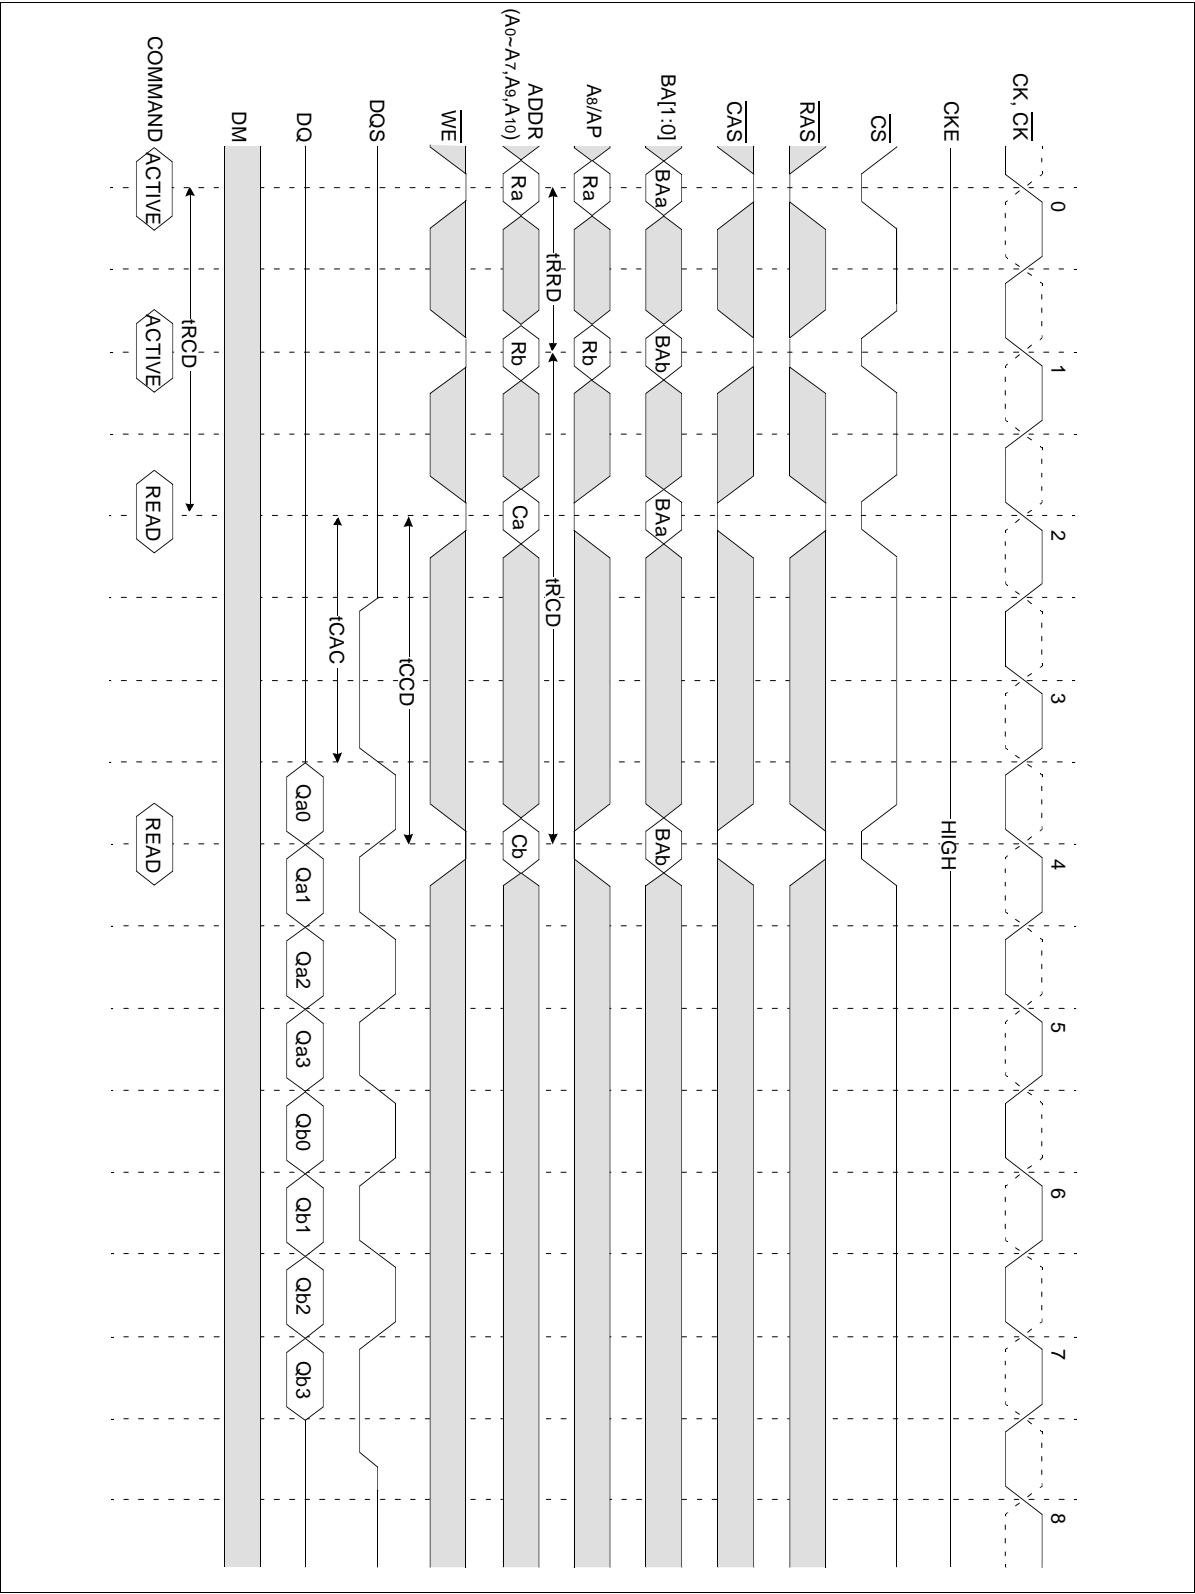 0 1 2 3 4 5 6 7 8
CK, CK
CKE HIGH
CS
RAS
CAS
BA[1:0] BAa BAb BAa BAb
A8/AP Ra Rb
ADDR
(A0~A7,A9,A10) Ra Rb Ca Cb
tRRD tRCD
WE
tCCD
DQS
tCAC
DQ Qa0 Qa1 Qa2 Qa3 Qb0 Qb1 Qb2 Qb3
DM
tRCD
COMMAND ACTIVE ACTIVE READ READ